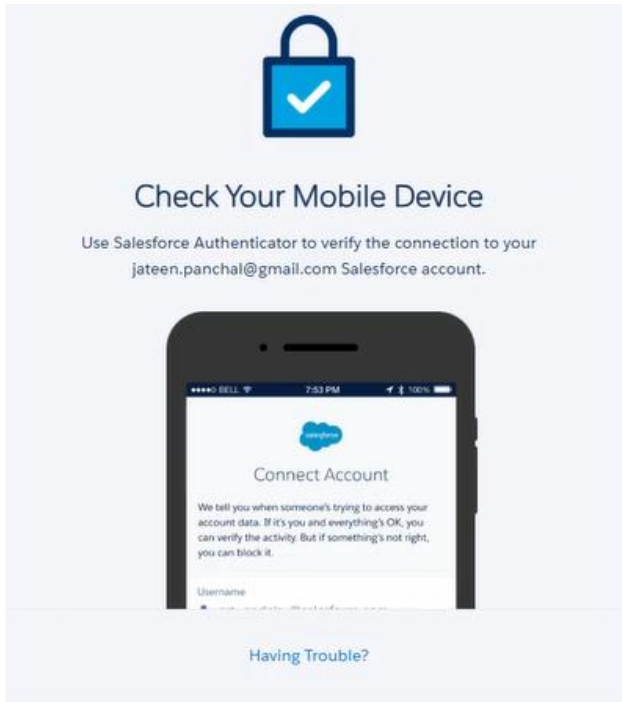 Check Your Mobile Device
Use Salesforce Authenticator to verify the connection to your
jateen.panchal@gmail.com Salesforce account.
BELL 7:53 PM 100%
salesforce
Connect Account
We tell you when someone's trying to access your
account data. If it's you and everything's OK, you
can verify the activity. But if something's not right,
you can block it.
Username
Having Trouble?